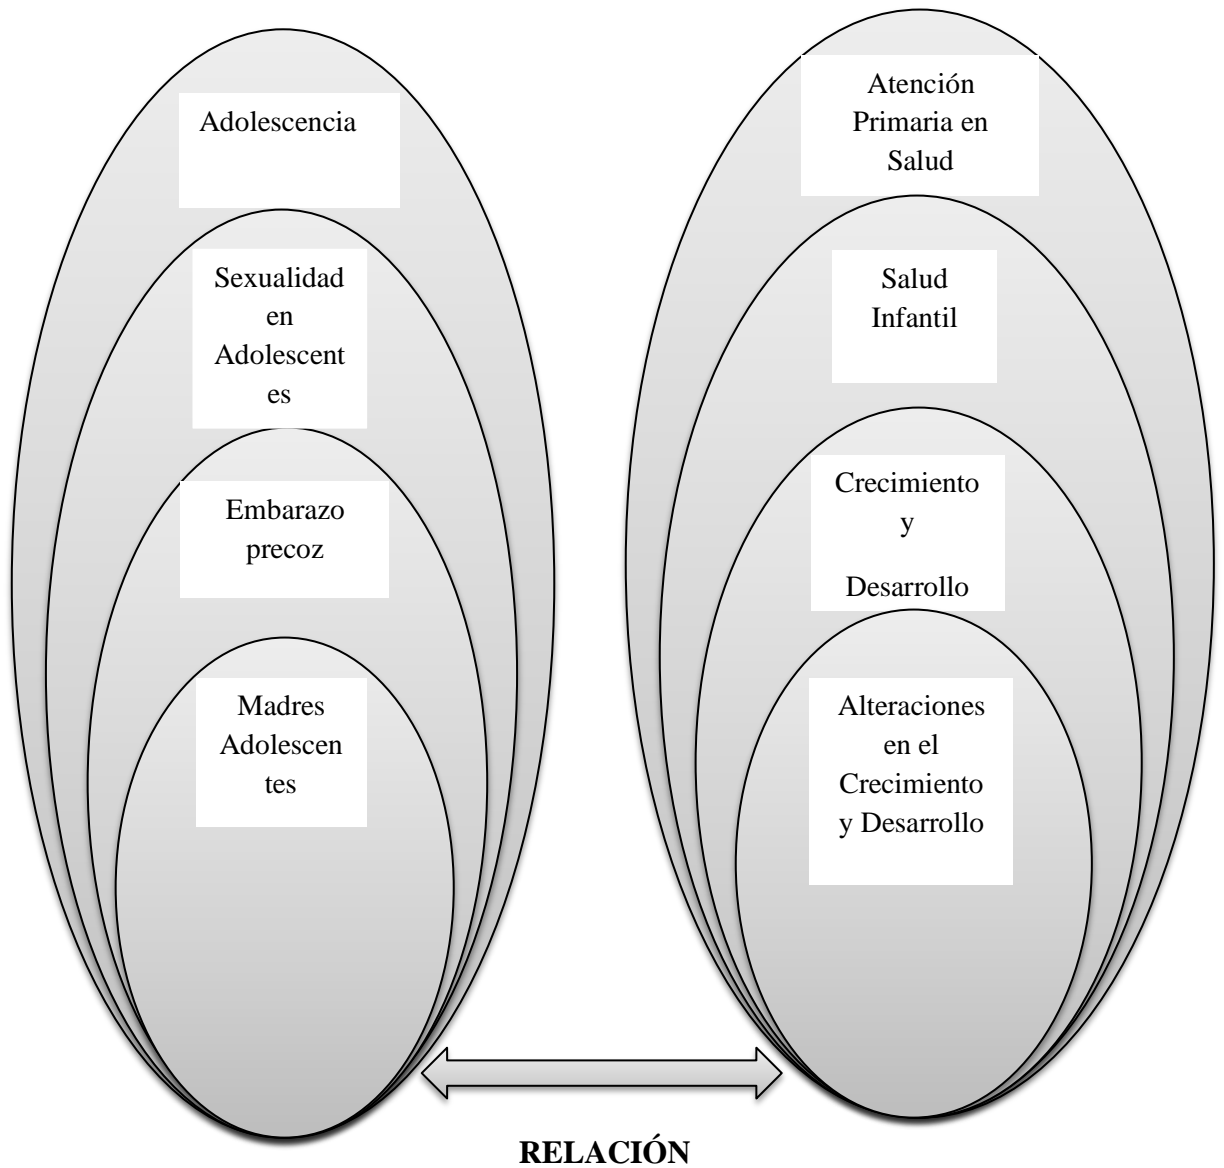 Adolescencia
Sexualidad
en
Adolescent
es
Embarazo
precoz
Madres
Adolescen
tes
Atención
Primaria en
Salud
Salud
Infantil
Crecimiento
y
Desarrollo
Alteraciones
en el
Crecimiento
y Desarrollo
RELACIÓN